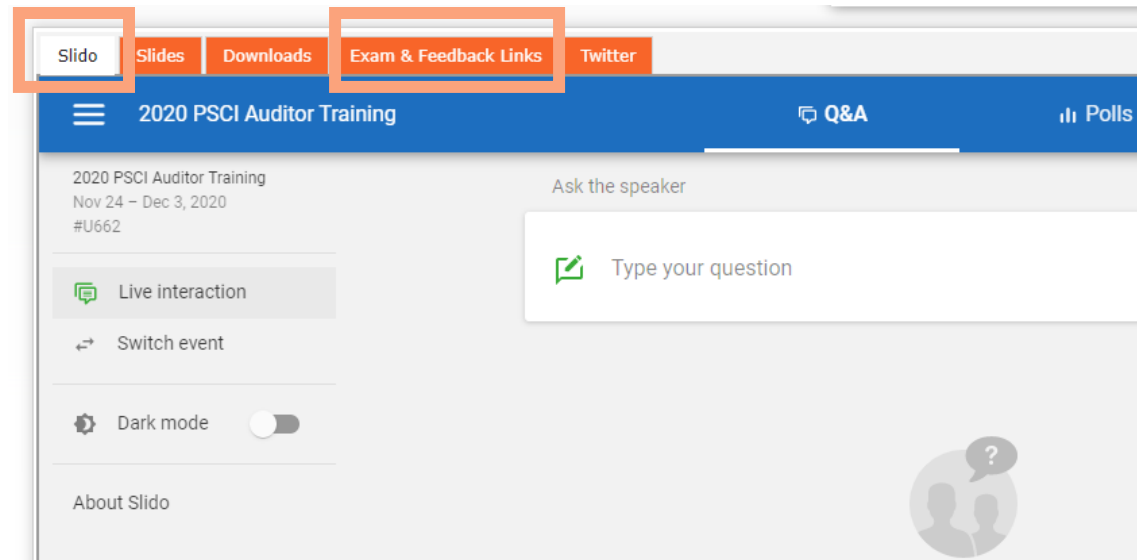 Slido Slides Downloads Exam & Feedback Links Twitter
2020 PSCI Auditor Training Q&A Polls
2020 PSCI Auditor Training
Nov 24 – Dec 3, 2020
#U662
Live interaction
Switch event
Dark mode
About Slido
Ask the speaker
Type your question
?